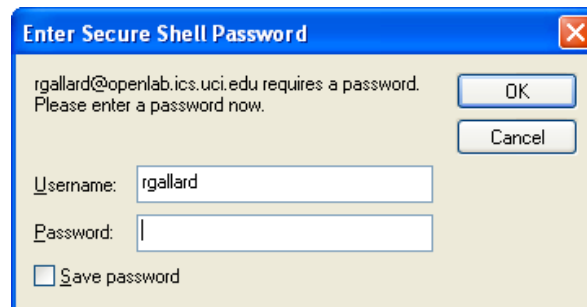 Enter Secure Shell Password
rgallard@openlab.ics.uci.edu requires a password.
Please enter a password now.
OK
Cancel
Username: rgallard
Password:
Save password